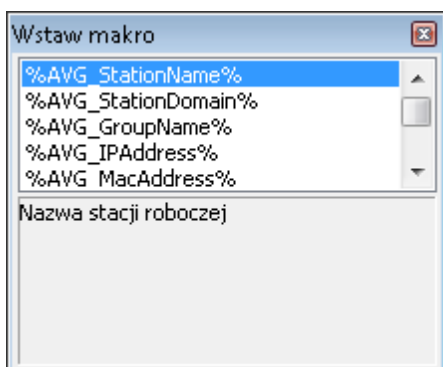 Wstaw makro
%AVG_StationName%
%AVG_StationDomain%
%AVG_GroupName%
%AVG_IPAddress%
%AVG_MacAddress%
Nazwa stacji roboczej